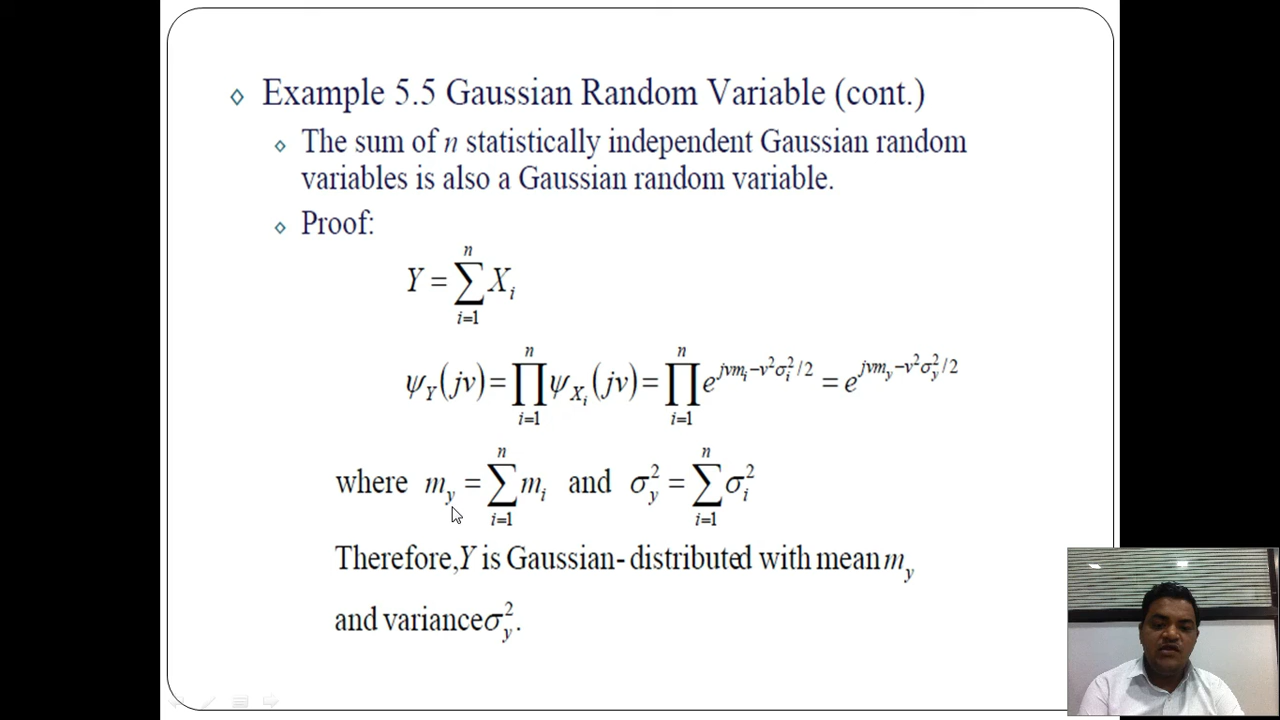 Example 5.5 Gaussian Random Variable (cont.)
The sum of n statistically independent Gaussian random
variables is also a Gaussian random variable.
Proof:
Y = ∑_{i=1}^{n} X_i
ψ_Y(jv) = ∏_{i=1}^{n} ψ_{X_i}(jv) = ∏_{i=1}^{n} e^{jvm_i−v²σ_i²/2} = e^{jvm_y−v²σ_y²/2}
where m_y = ∑_{i=1}^{n} m_i and σ_y² = ∑_{i=1}^{n} σ_i²
Therefore,Y is Gaussian-distributed with mean m_y
and variance σ_y².